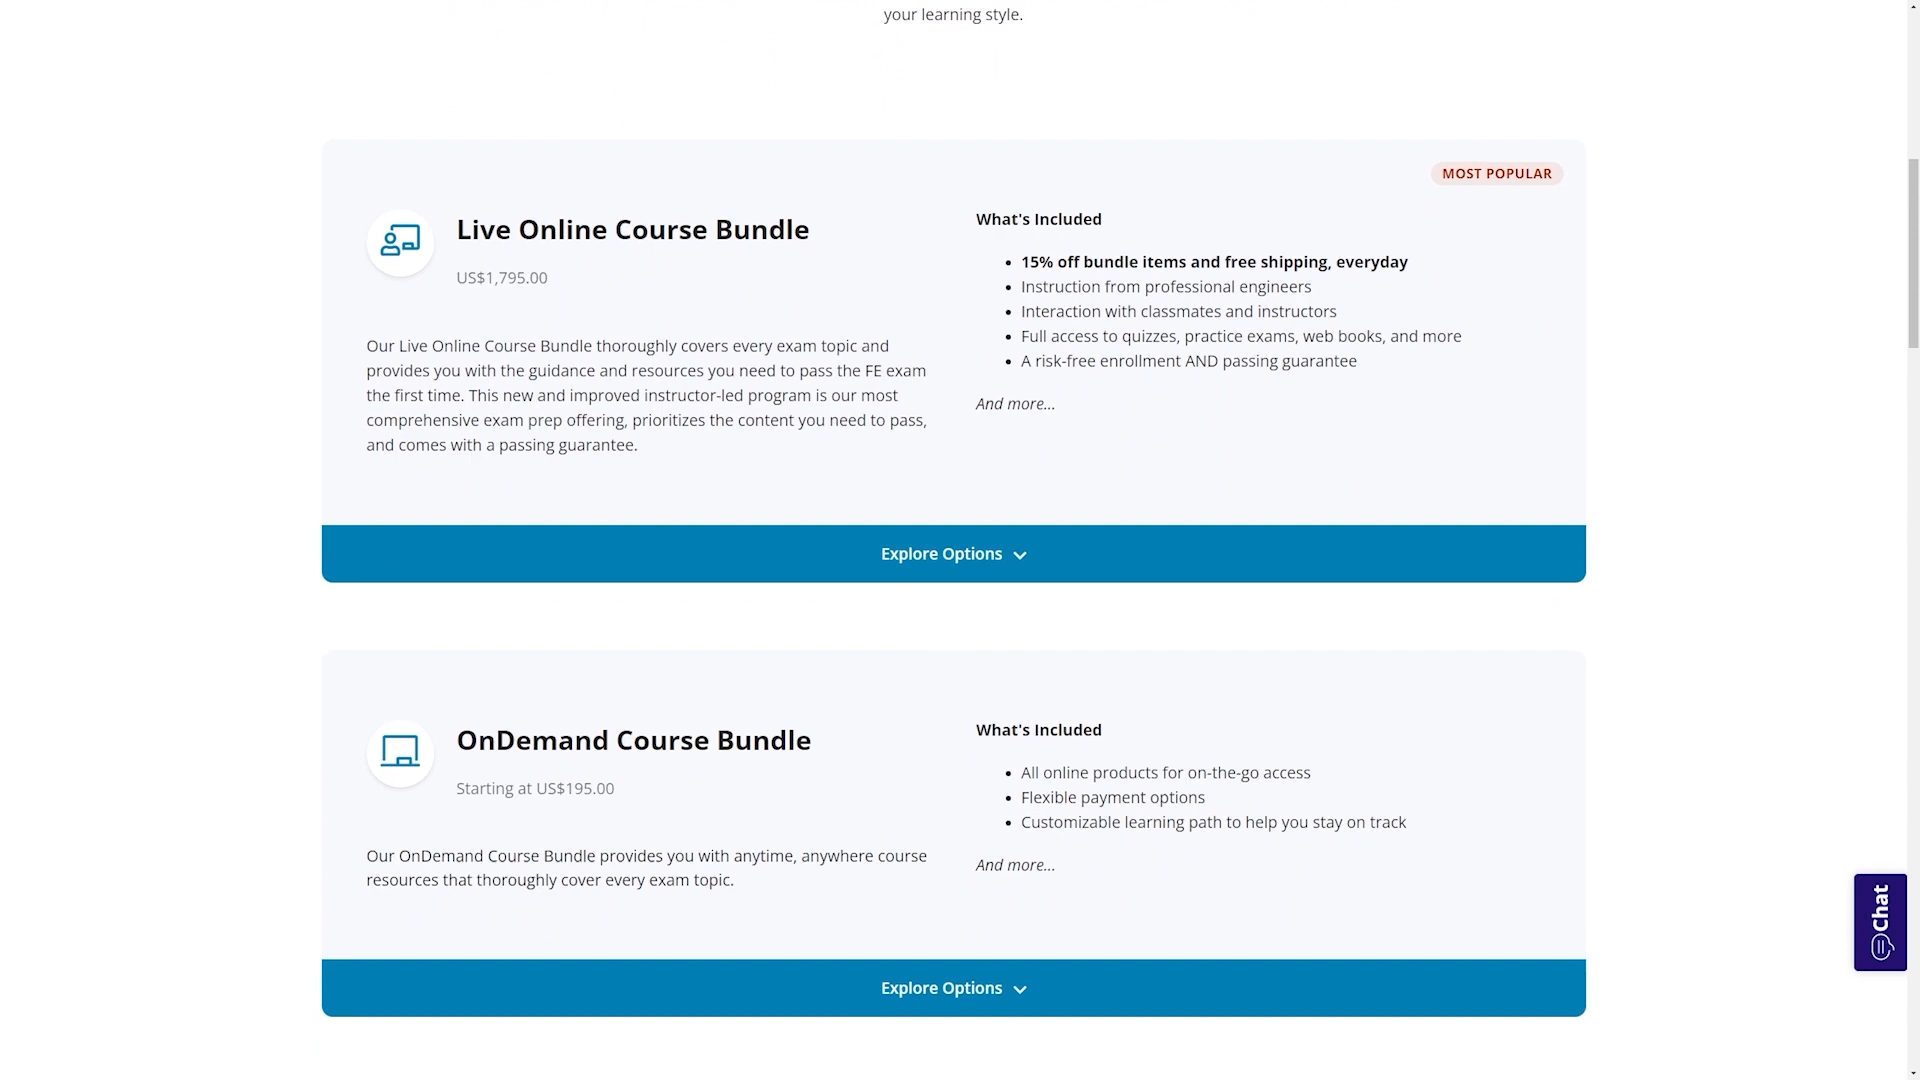 your learning style.
MOST POPULAR
Live Online Course Bundle
US$1,795.00
Our Live Online Course Bundle thoroughly covers every exam topic and
provides you with the guidance and resources you need to pass the FE exam
the first time. This new and improved instructor-led program is our most
comprehensive exam prep offering, prioritizes the content you need to pass,
and comes with a passing guarantee.
What's Included
15% off bundle items and free shipping, everyday
Instruction from professional engineers
Interaction with classmates and instructors
Full access to quizzes, practice exams, web books, and more
A risk-free enrollment AND passing guarantee
And more...
Explore Options
OnDemand Course Bundle
Starting at US$195.00
Our OnDemand Course Bundle provides you with anytime, anywhere course
resources that thoroughly cover every exam topic.
What's Included
All online products for on-the-go access
Flexible payment options
Customizable learning path to help you stay on track
And more...
Explore Options
Chat